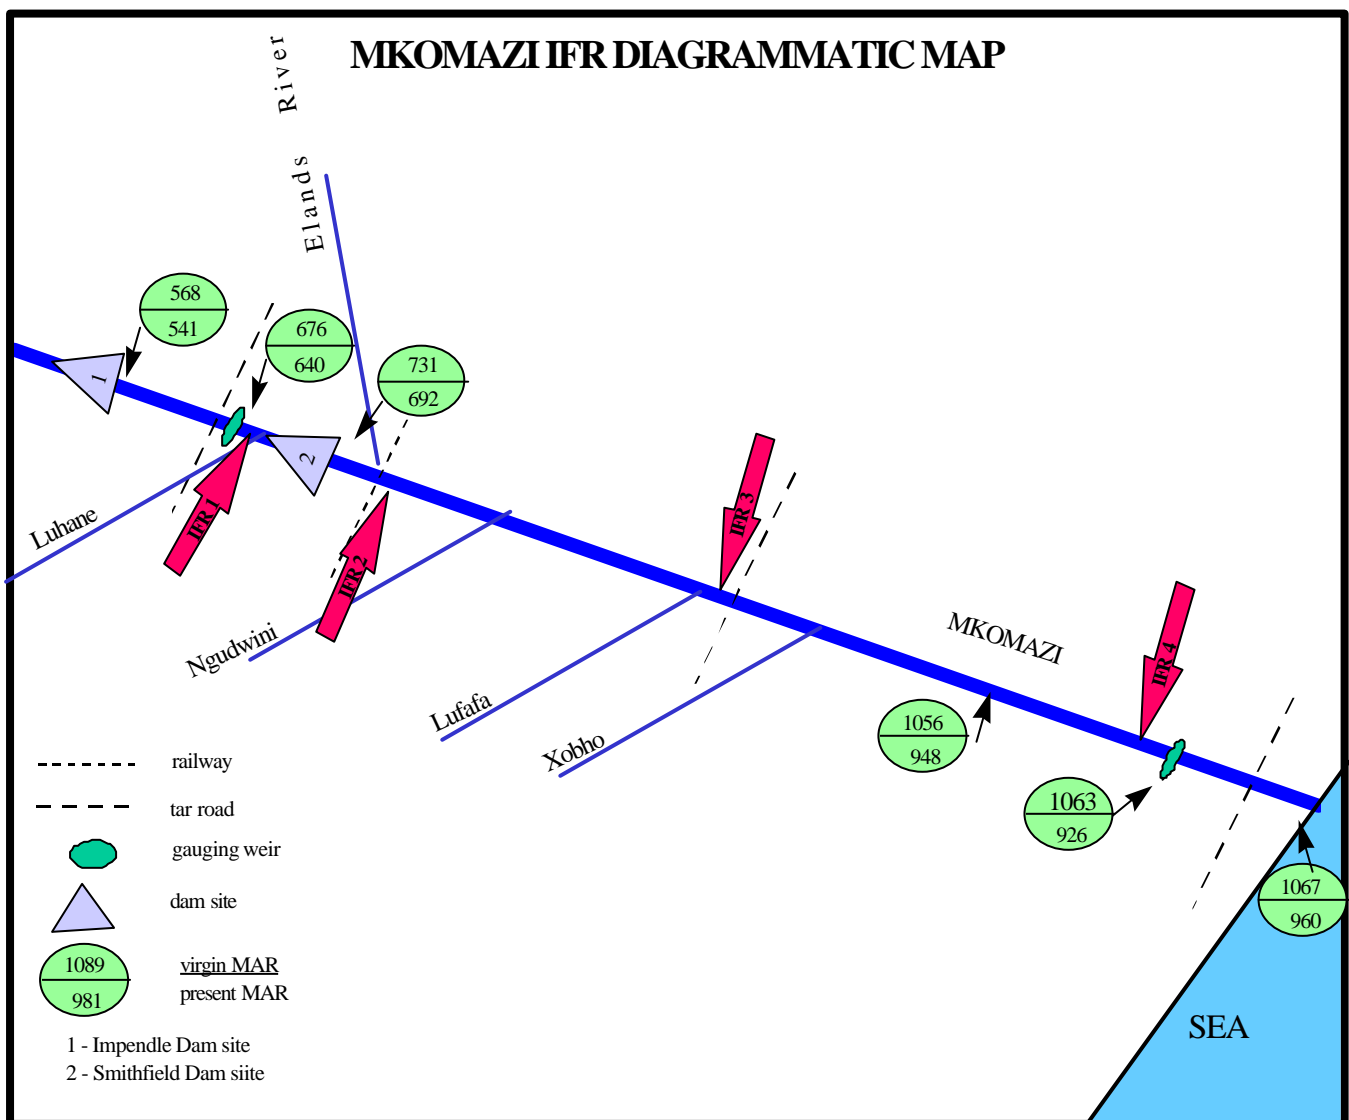 MKOMAZI IFR DIAGRAMMATIC MAP
Elands River
568
541
676
640
731
692
1
2
Luhane
IFR 1
IFR 2
IFR 3
IFR 4
Ngudwini
Lufafa
Xobho
MKOMAZI
1056
948
1063
926
1067
960
SEA
railway
tar road
gauging weir
dam site
1089
981
virgin MAR
present MAR
1 - Impendle Dam site
2 - Smithfield Dam siite